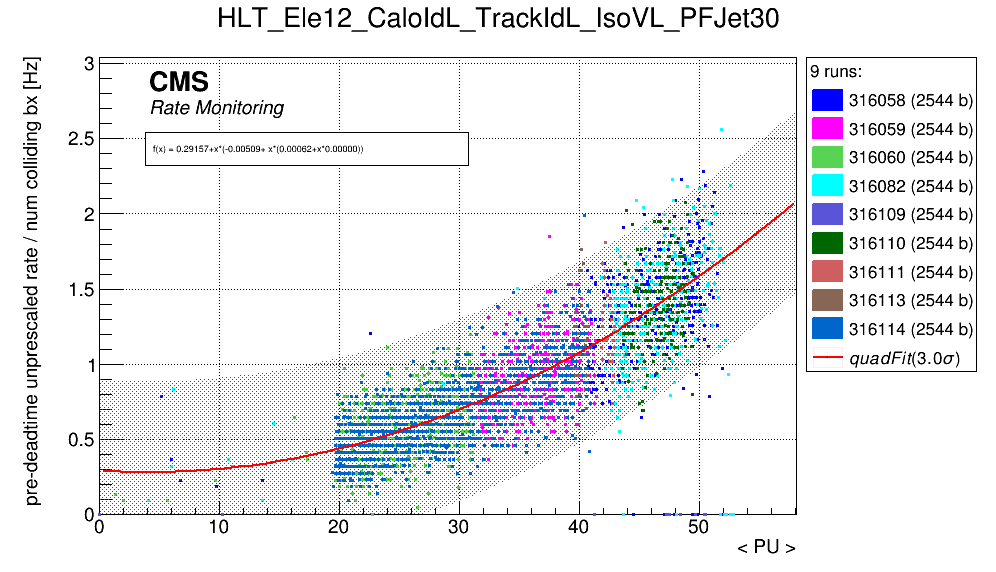 HLT_Ele12_CaloIdL_TrackIdL_IsoVL_PFJet30
pre-deadtime unprescaled rate / num colliding bx [Hz]
3
2.5
2
1.5
1
0.5
0
CMS
Rate Monitoring
f(x) = 0.29157+x*(-0.00509+ x*(0.00062+x*0.00000))
0 10 20 30 40 50
< PU >
9 runs:
316058 (2544 b)
316059 (2544 b)
316060 (2544 b)
316082 (2544 b)
316109 (2544 b)
316110 (2544 b)
316111 (2544 b)
316113 (2544 b)
316114 (2544 b)
quadFit(3.0σ)